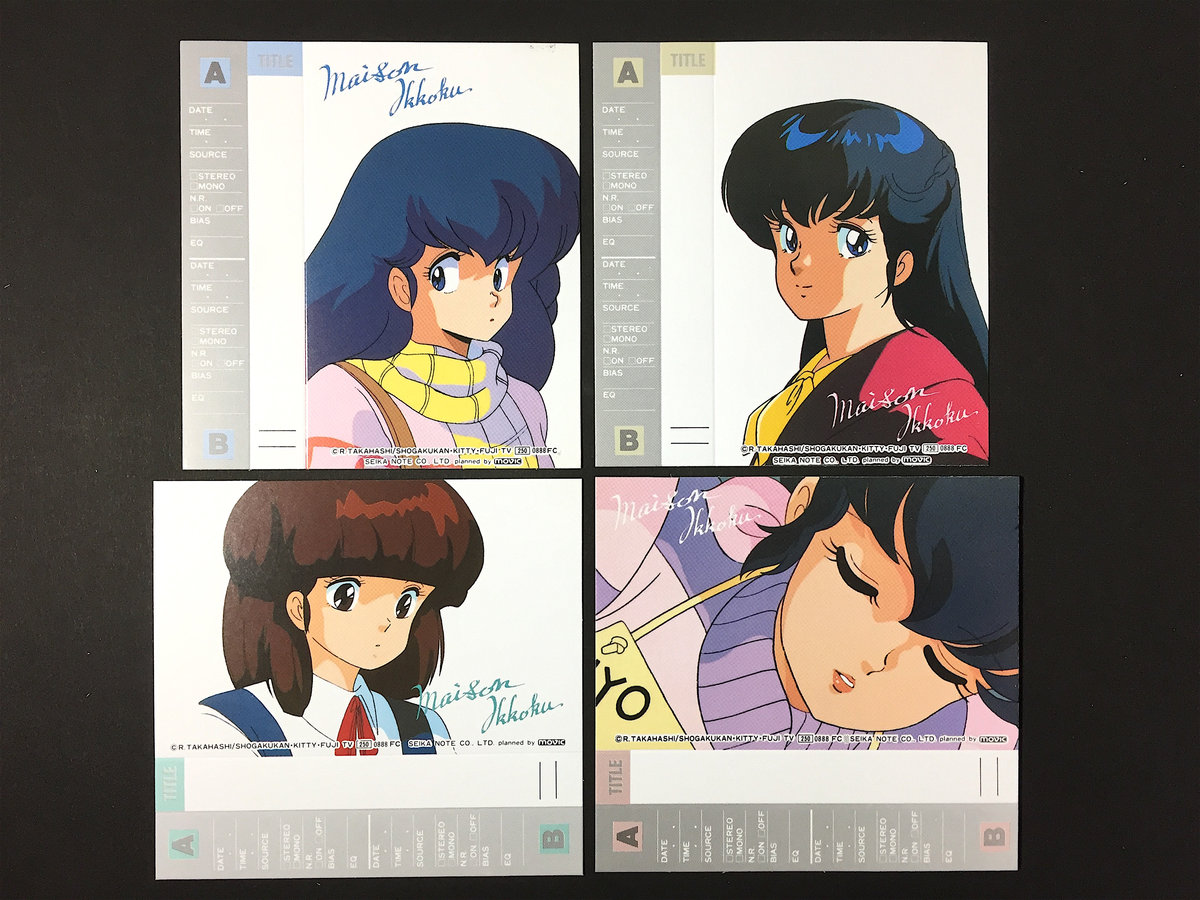 A
TITLE
Maison
Ikkoku
DATE
TIME
SOURCE
STEREO
MONO
N.R
ON OFF
BIAS
EQ
DATE
TIME
SOURCE
STEREO
MONO
N.R
ON OFF
BIAS
EQ
B
©R.TAKAHASHI/SHOGAKUKAN·KITTY·FUJI TV 250 0888 FC
SEIKA NOTE CO., LTD. planned by movic
A
TITLE
DATE
TIME
SOURCE
STEREO
MONO
N.R.
ON OFF
BIAS
EQ
DATE
TIME
SOURCE
STEREO
MONO
N.R.
ON OFF
BIAS
EQ
B
Maison
Ikkoku
©R.TAKAHASHI/SHOGAKUKAN·KITTY·FUJI TV 250 0888 FC
SEIKA NOTE CO., LTD. planned by movic
Maison
Ikkoku
©R.TAKAHASHI/SHOGAKUKAN·KITTY·FUJI TV 250 0888 FC SEIKA NOTE CO., LTD. planned by movic
TITLE
A
DATE
TIME
SOURCE
STEREO
MONO
N.R
ON OFF
BIAS
EQ
DATE
TIME
SOURCE
STEREO
MONO
N.R
ON OFF
BIAS
EQ
B
Maison
Ikkoku
YO
©R.TAKAHASHI/SHOGAKUKAN·KITTY·FUJI TV 250 0888 FC SEIKA NOTE CO., LTD. planned by movic
TITLE
A
DATE
TIME
SOURCE
STEREO
MONO
N.R
ON OFF
BIAS
EQ
DATE
TIME
SOURCE
STEREO
MONO
N.R
ON OFF
BIAS
EQ
B